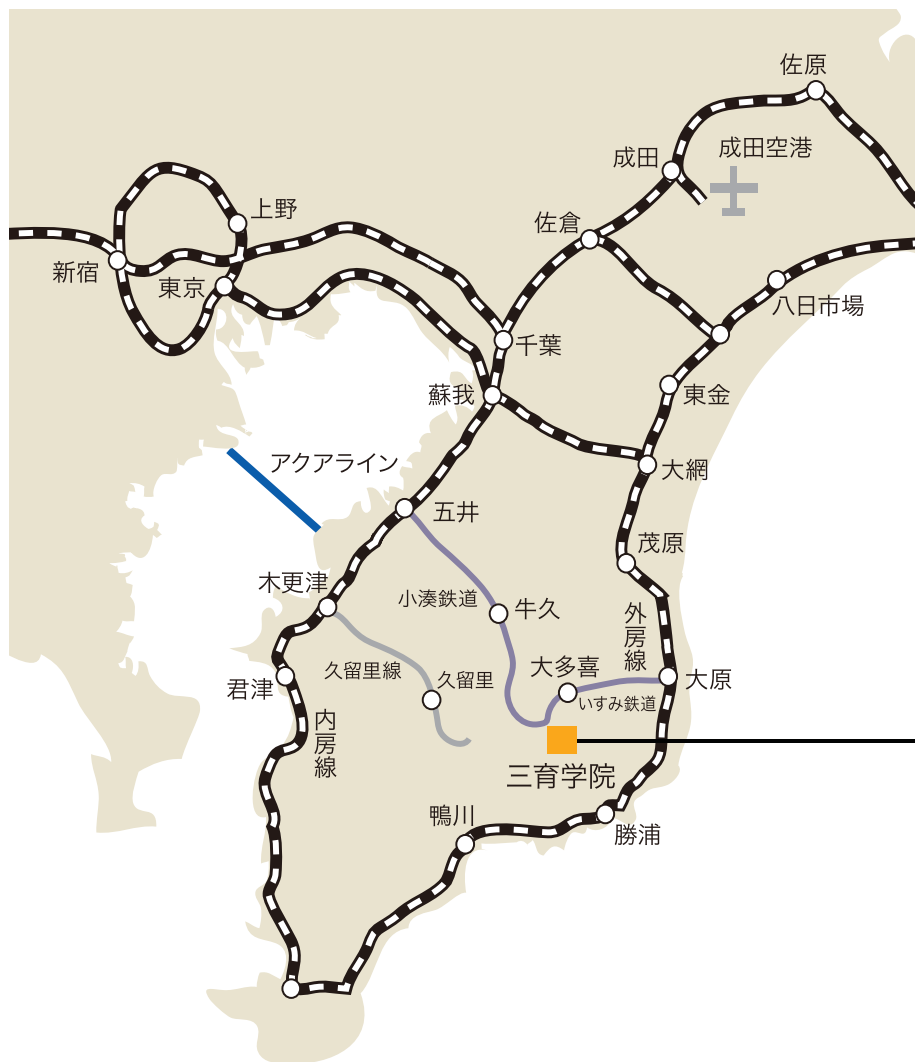 佐原
成田空港
成田
上野
佐倉
新宿
東京
八日市場
千葉
蘇我
東金
アクアライン
大網
五井
茂原
木更津
小湊鉄道
牛久
外房線
大多喜
久留里線
久留里
君津
大原
いすみ鉄道
内房線
三育学院
鴨川
勝浦